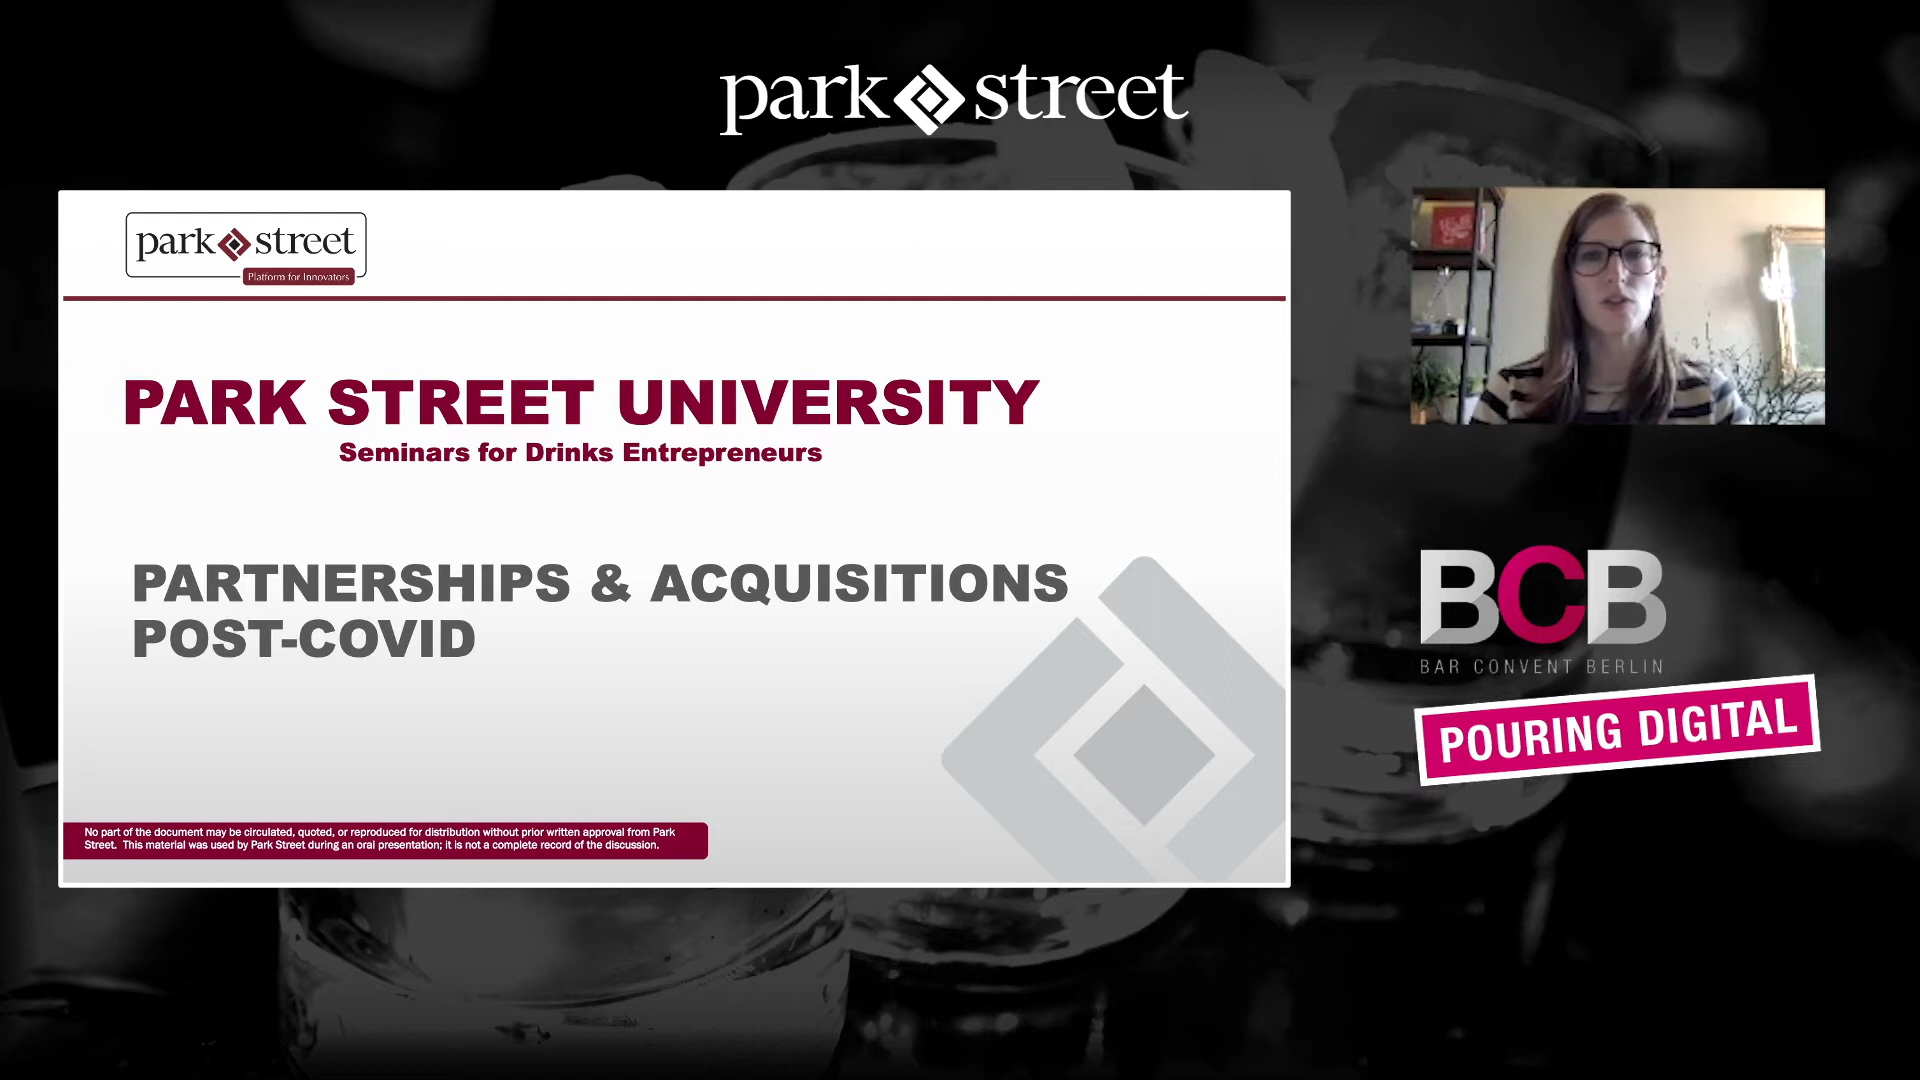 park street
park street
Platform for Innovators
PARK STREET UNIVERSITY
Seminars for Drinks Entrepreneurs
PARTNERSHIPS & ACQUISITIONS
POST-COVID
No part of the document may be circulated, quoted, or reproduced for distribution without prior written approval from Park
Street. This material was used by Park Street during an oral presentation; it is not a complete record of the discussion.
BCB
BAR CONVENT BERLIN
POURING DIGITAL